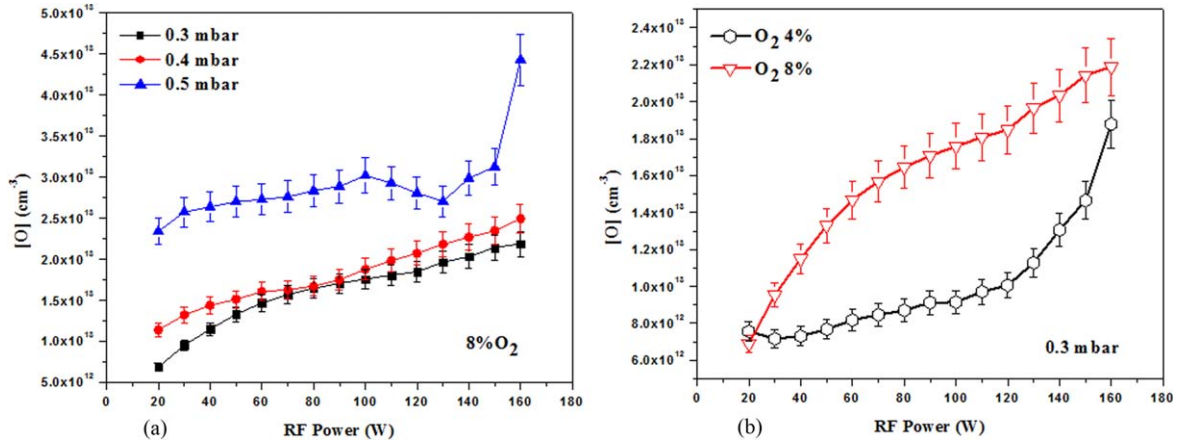 [O] (cm⁻³)
5.0x10¹³
4.5x10¹³
4.0x10¹³
3.5x10¹³
3.0x10¹³
2.5x10¹³
2.0x10¹³
1.5x10¹³
1.0x10¹³
5.0x10¹²
0.3 mbar
0.4 mbar
0.5 mbar
8%O₂
0 20 40 60 80 100 120 140 160 180
(a)
RF Power (W)
[O] (cm⁻³)
2.4x10¹³
2.2x10¹³
2.0x10¹³
1.8x10¹³
1.6x10¹³
1.4x10¹³
1.2x10¹³
1.0x10¹³
8.0x10¹²
6.0x10¹²
O₂ 4%
O₂ 8%
0.3 mbar
0 20 40 60 80 100 120 140 160 180
(b)
RF Power (W)